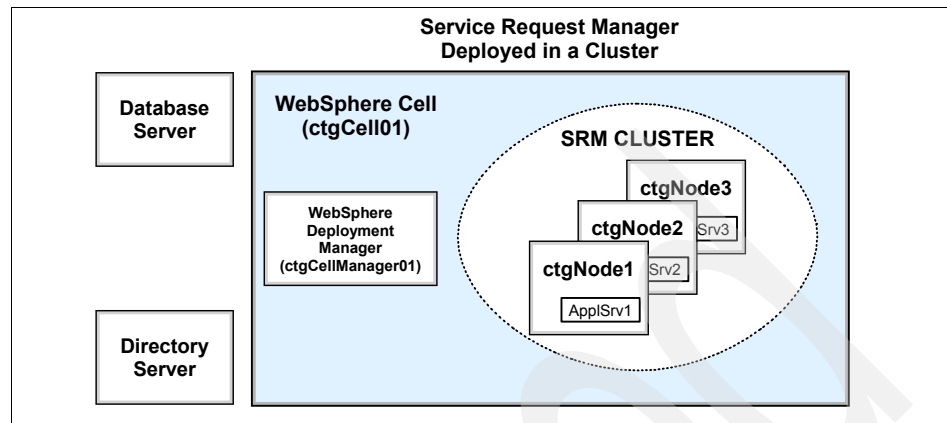 Service Request Manager
Deployed in a Cluster
Database
Server
WebSphere Cell
(ctgCell01)
SRM CLUSTER
ctgNode3
Srv3
ctgNode2
Srv2
ctgNode1
ApplSrv1
WebSphere
Deployment
Manager
(ctgCellManager01)
Directory
Server